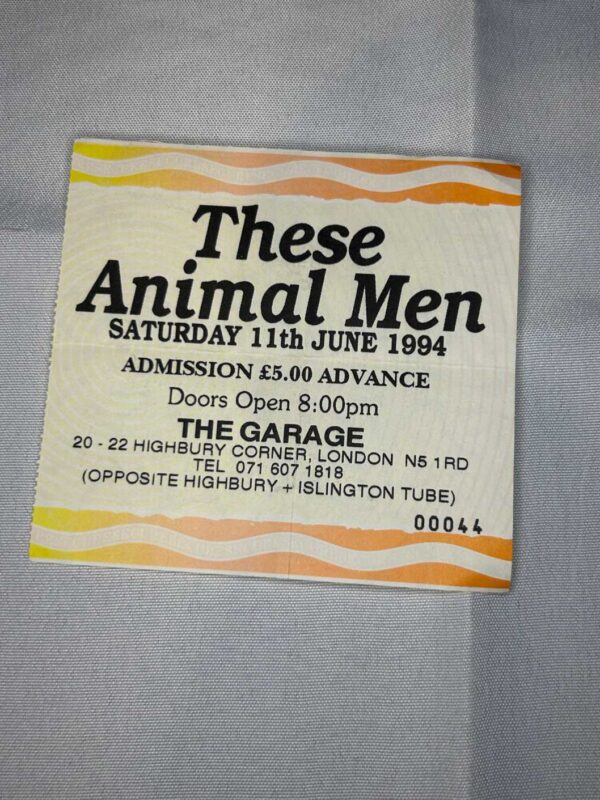 These
Animal Men
SATURDAY 11th JUNE 1994
ADMISSION £5.00 ADVANCE
Doors Open 8:00pm
THE GARAGE
20 - 22 HIGHBURY CORNER, LONDON N5 1RD
TEL 071 607 1818
(OPPOSITE HIGHBURY + ISLINGTON TUBE)
00044